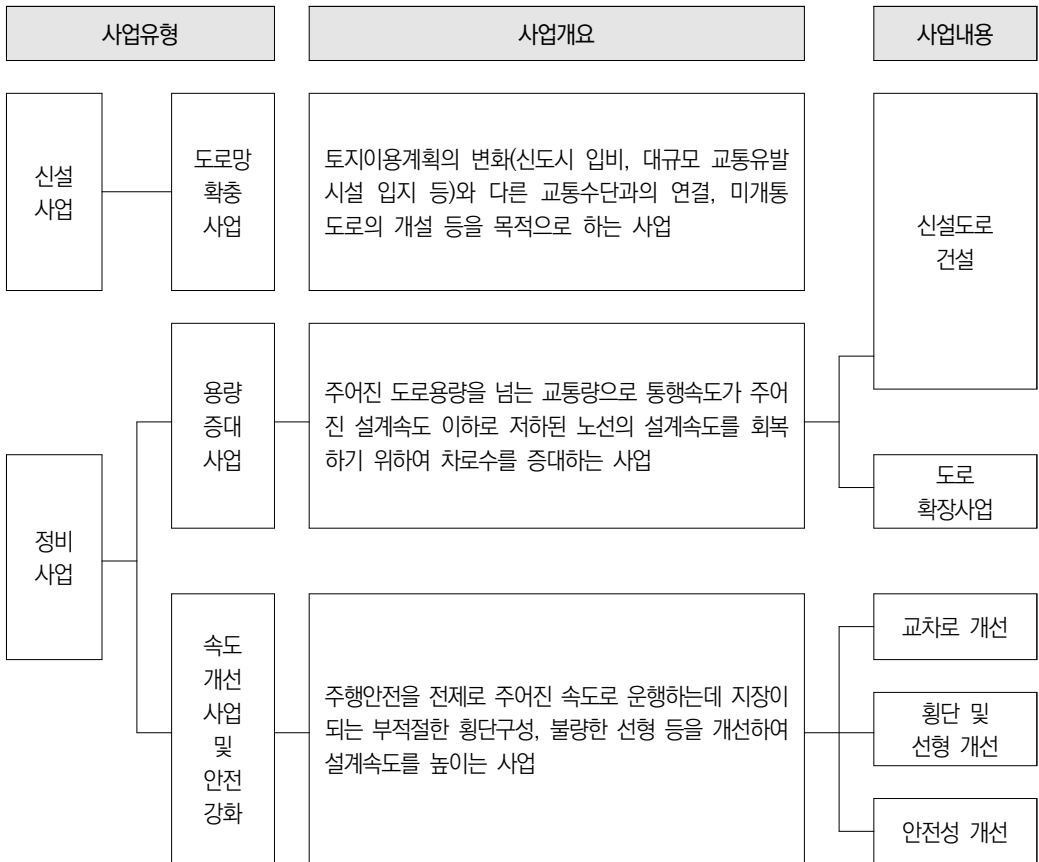 사업유형
사업개요
사업내용
신설
사업
도로망
확충
사업
토지이용계획의 변화(신도시 입비, 대규모 교통유발
시설 입지 등)와 다른 교통수단과의 연결, 미개통
도로의 개설 등을 목적으로 하는 사업
신설도로
건설
정비
사업
용량
증대
사업
주어진 도로용량을 넘는 교통량으로 통행속도가 주어
진 설계속도 이하로 저하된 노선의 설계속도를 회복
하기 위하여 차로수를 증대하는 사업
도로
확장사업
속도
개선
사업
및
안전
강화
주행안전을 전제로 주어진 속도로 운행하는데 지장이
되는 부적절한 횡단구성, 불량한 선형 등을 개선하여
설계속도를 높이는 사업
교차로 개선
횡단 및
선형 개선
안전성 개선